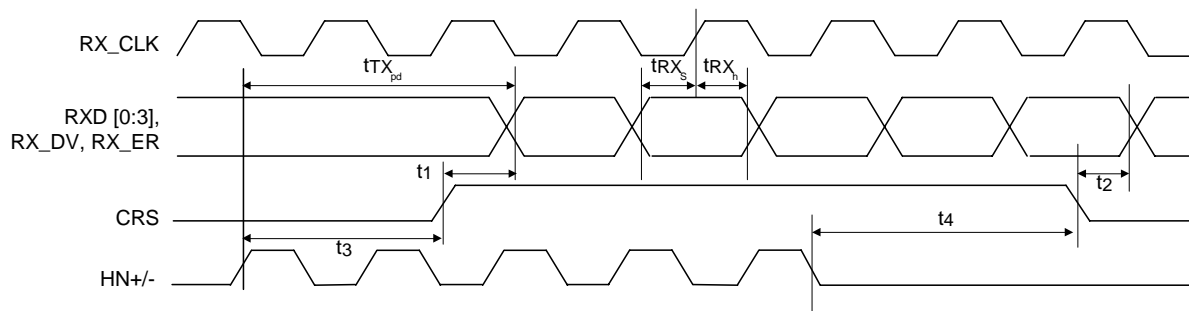 RX_CLK
tTXpd
tRXS
tRXh
RXD [0:3],
RX_DV, RX_ER
t1
t2
CRS
t3
t4
HN+/-